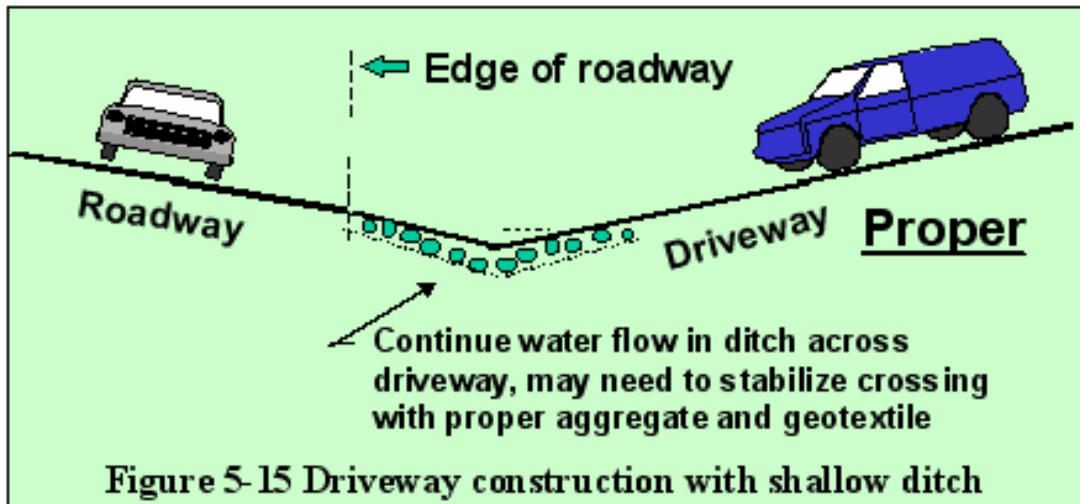 Edge of roadway
Roadway
Driveway
Proper
Continue water flow in ditch across
driveway, may need to stabilize crossing
with proper aggregate and geotextile
Figure 5-15 Driveway construction with shallow ditch